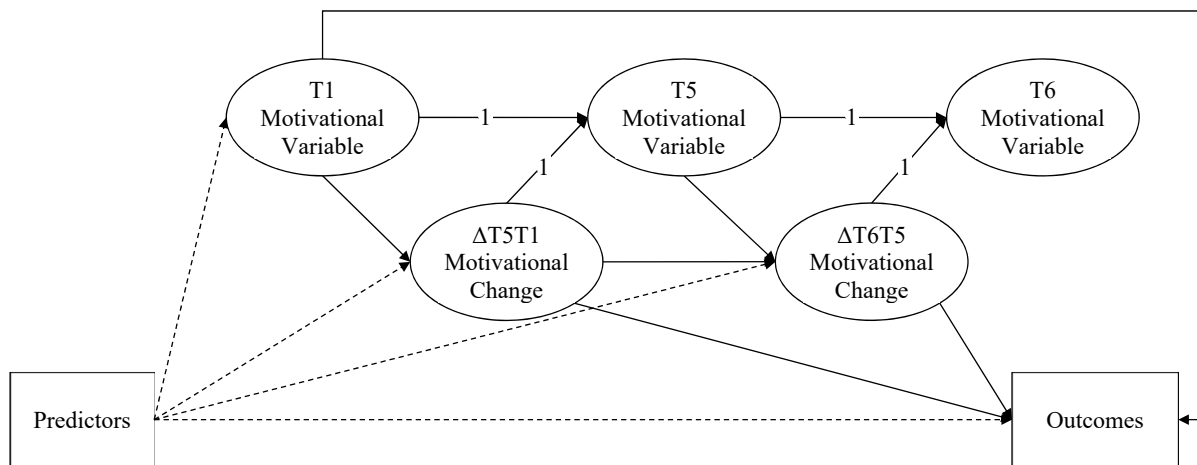 T1
Motivational
Variable
1
T5
Motivational
Variable
1
T6
Motivational
Variable
1
1
ΔT5T1
Motivational
Change
ΔT6T5
Motivational
Change
Predictors
Outcomes